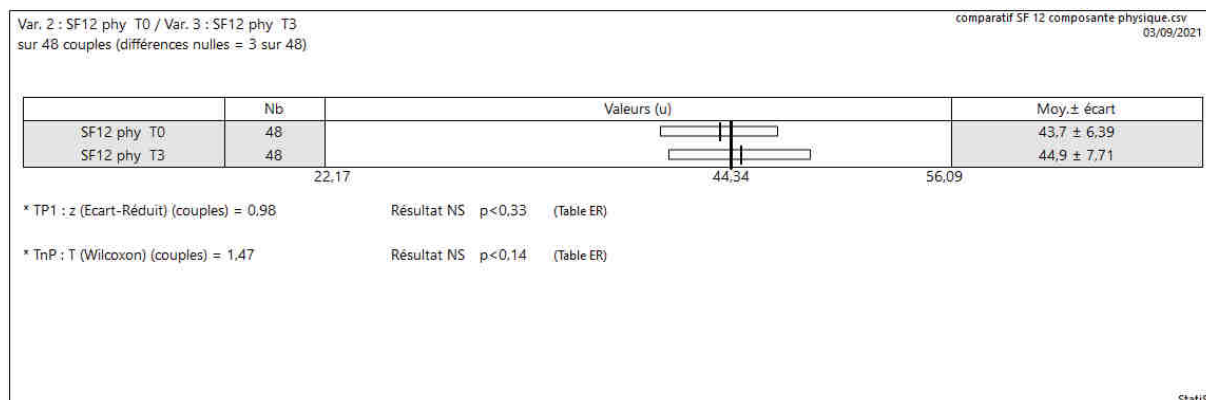 Var. 2 : SF12 phy T0 / Var. 3 : SF12 phy T3
comparatif SF 12 composante physique.csv
sur 48 couples (différences nulles = 3 sur 48)
03/09/2021
Nb Valeurs (u) Moy.± écart
SF12 phy T0 48 43,7 ± 6,39
SF12 phy T3 48 44,9 ± 7,71
22,17 44,34 56,09
* TP1 : z (Ecart-Réduit) (couples) = 0,98 Résultat NS p<0,33 (Table ER)
* TnP : T (Wilcoxon) (couples) = 1,47 Résultat NS p<0,14 (Table ER)